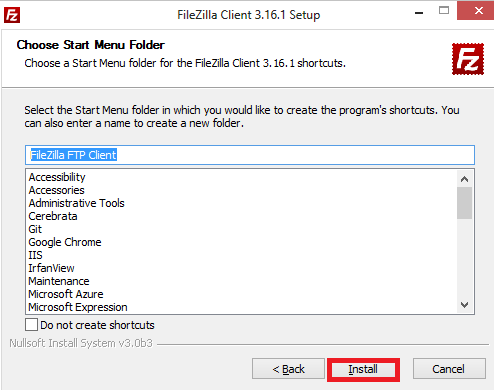 FileZilla Client 3.16.1 Setup
Choose Start Menu Folder
Choose a Start Menu folder for the FileZilla Client 3.16.1 shortcuts.
Select the Start Menu folder in which you would like to create the program's shortcuts. You
can also enter a name to create a new folder.
FileZilla FTP Client
Accessibility
Accessories
Administrative Tools
Cerebrata
Git
Google Chrome
IIS
IrfanView
Maintenance
Microsoft Azure
Microsoft Expression
Do not create shortcuts
Nullsoft Install System v3.0b3
< Back Install Cancel